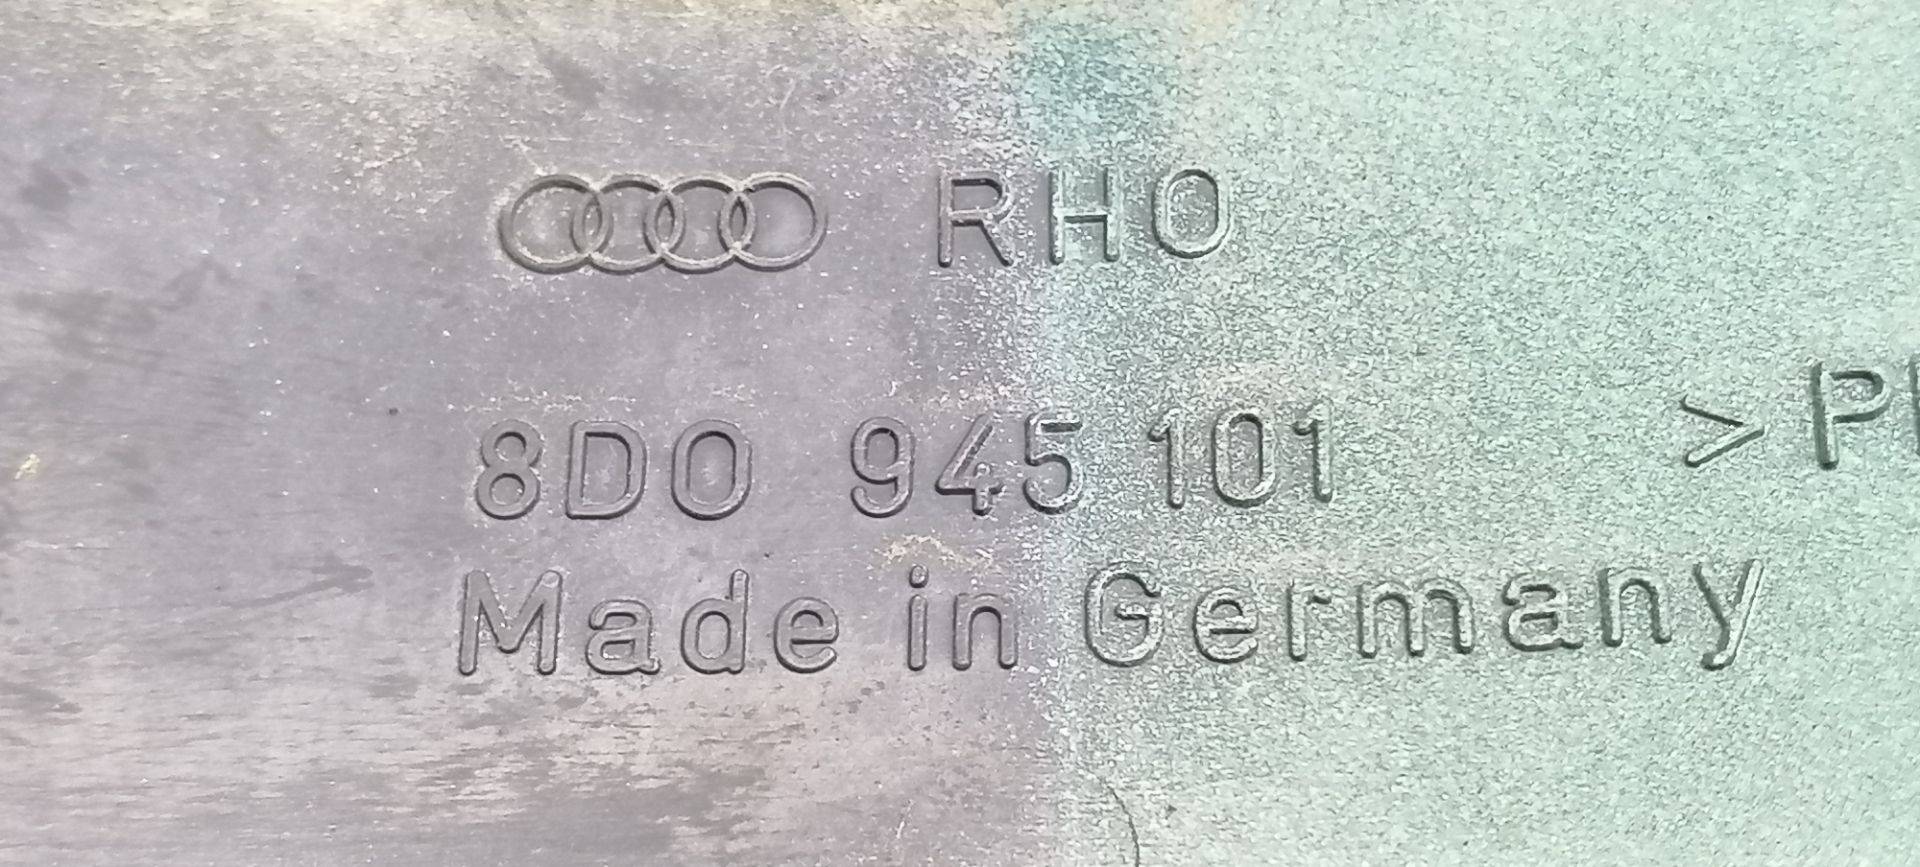 RHO
8D0 945 101 >P
Made in Germany